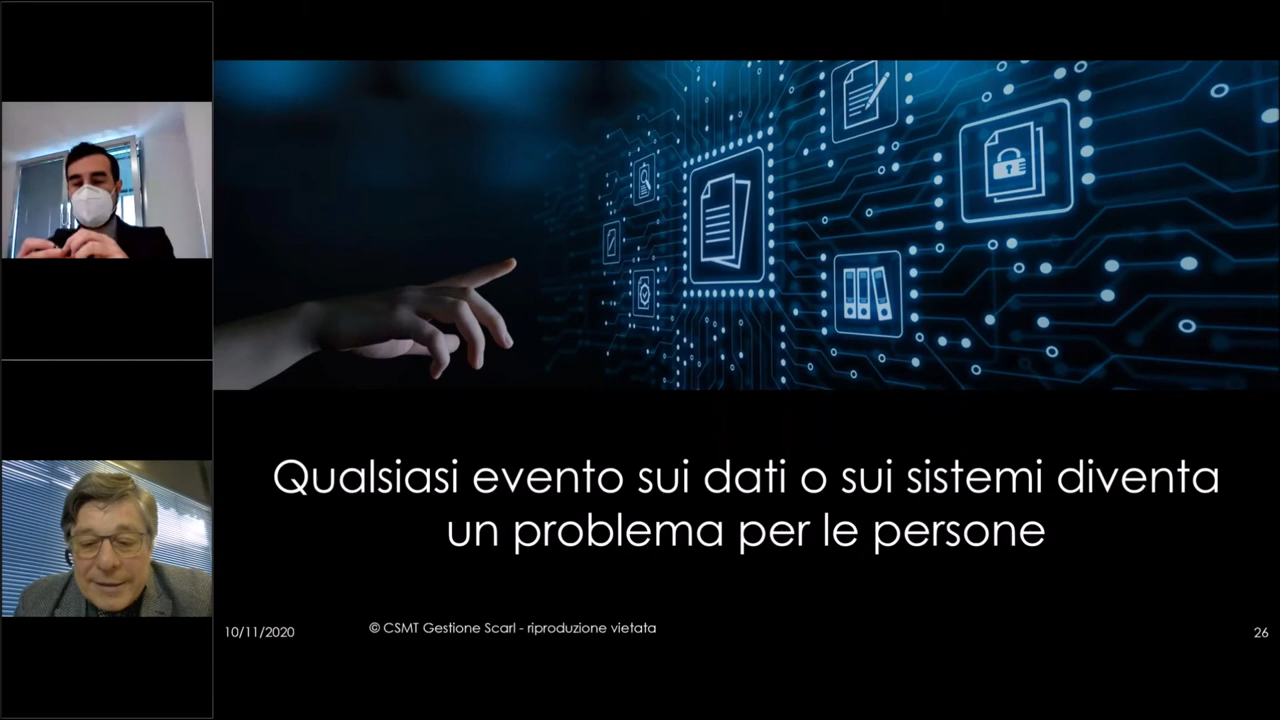 Qualsiasi evento sui dati o sui sistemi diventa
un problema per le persone
10/11/2020
© CSMT Gestione Scarl - riproduzione vietata
26